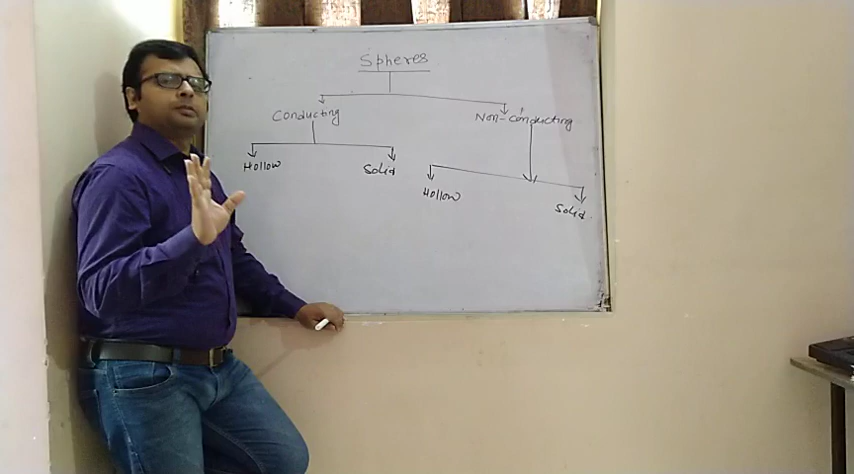 Spheres
Conducting
Non-conducting
Hollow
Solid
Hollow
Solid